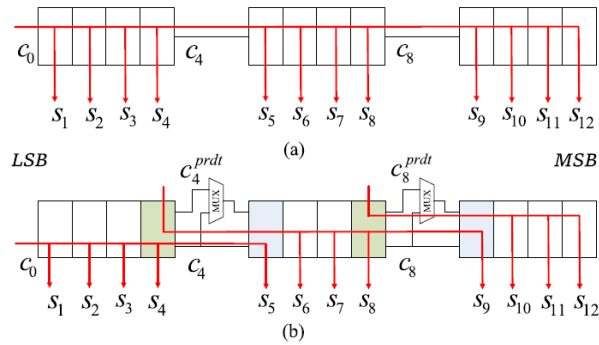 c₀ c₄ c₈
s₁ s₂ s₃ s₄ s₅ s₆ s₇ s₈ s₉ s₁₀ s₁₁ s₁₂
(a)
LSB c₄ᵖʳᵈᵗ c₈ᵖʳᵈᵗ MSB
MUX MUX
c₀ c₄ c₈
s₁ s₂ s₃ s₄ s₅ s₆ s₇ s₈ s₉ s₁₀ s₁₁ s₁₂
(b)